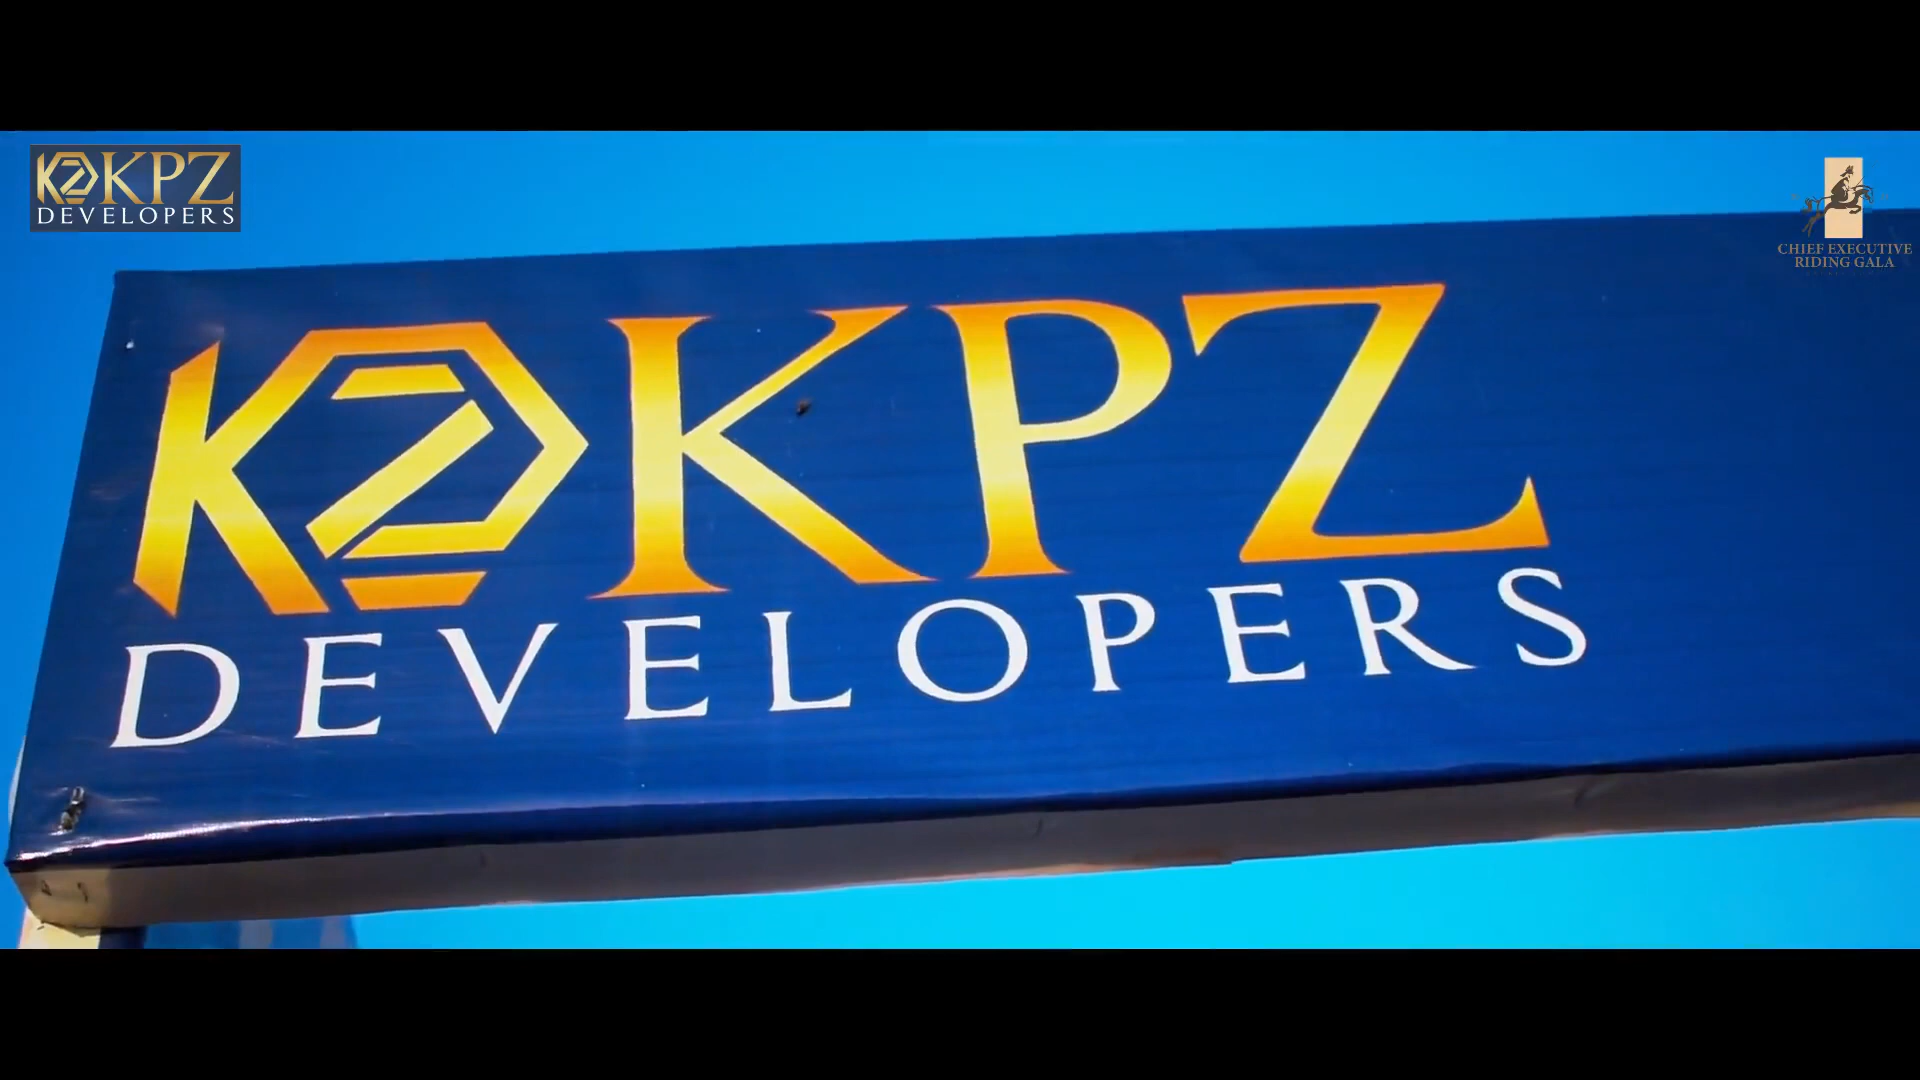 KPZ
DEVELOPERS
CHIEF EXECUTIVE
RIDING GALA
KPZ
DEVELOPERS